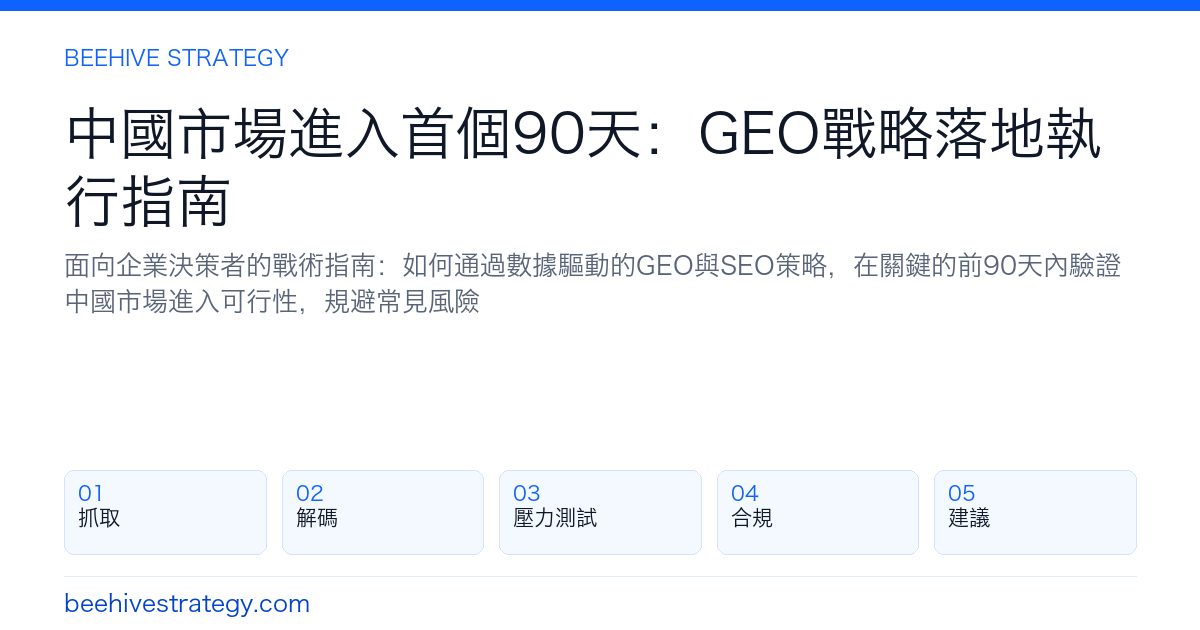 BEEHIVE STRATEGY
中國市場進入首個90天：GEO戰略落地執
行指南
面向企業決策者的戰術指南：如何通過數據驅動的GEO與SEO策略，在關鍵的前90天內驗證
中國市場進入可行性，規避常見風險
01
抓取
02
解碼
03
壓力測試
04
合規
05
建議
beehivestrategy.com